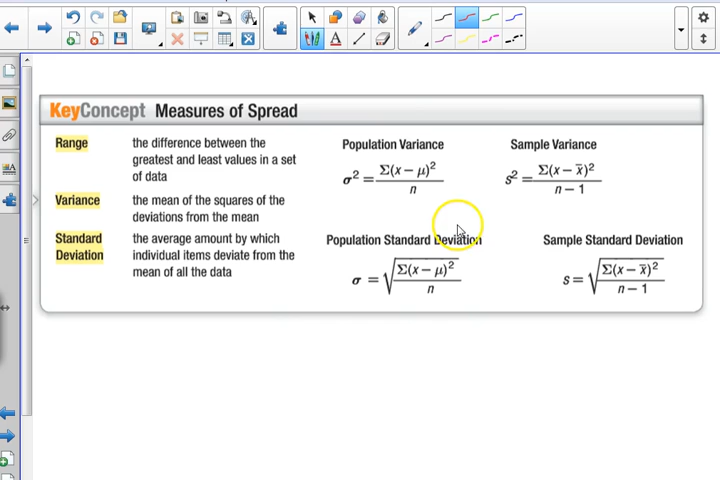 KeyConcept Measures of Spread
Range
the difference between the
greatest and least values in a set
of data
Variance
the mean of the squares of the
deviations from the mean
Standard
Deviation
the average amount by which
individual items deviate from the
mean of all the data
Population Variance
σ² = Σ(x − μ)² / n
Sample Variance
s² = Σ(x − x̄)² / n − 1
Population Standard Deviation
σ = √Σ(x − μ)² / n
Sample Standard Deviation
s = √Σ(x − x̄)² / n − 1